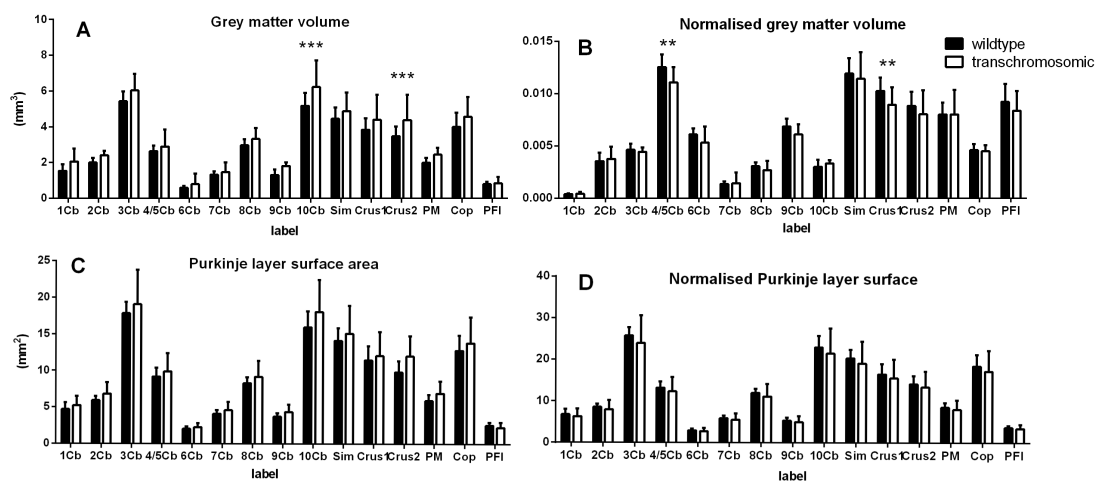 A
Grey matter volume
10
8
6
4
2
0
(mm³)
***
***
1Cb 2Cb 3Cb 4/5Cb 6Cb 7Cb 8Cb 9Cb 10Cb Sim Crus1 Crus2 PM Cop PFl
label
B
Normalised grey matter volume
0.015
0.010
0.005
0.000
**
**
wildtype
transchromosomic
1Cb 2Cb 3Cb 4/5Cb 6Cb 7Cb 8Cb 9Cb 10Cb Sim Crus1 Crus2 PM Cop PFl
label
C
Purkinje layer surface area
25
20
15
10
5
0
(mm²)
1Cb 2Cb 3Cb 4/5Cb 6Cb 7Cb 8Cb 9Cb 10Cb Sim Crus1 Crus2 PM Cop PFl
label
D
Normalised Purkinje layer surface
40
30
20
10
0
1Cb 2Cb 3Cb 4/5Cb 6Cb 7Cb 8Cb 9Cb 10Cb Sim Crus1 Crus2 PM Cop PFl
label